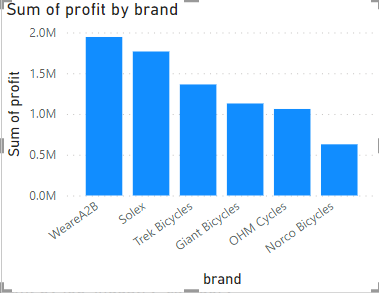 Sum of profit by brand
Sum of profit
2.0M
1.5M
1.0M
0.5M
0.0M
WeareA2B
Solex
Trek Bicycles
Giant Bicycles
OHM Cycles
Norco Bicycles
brand